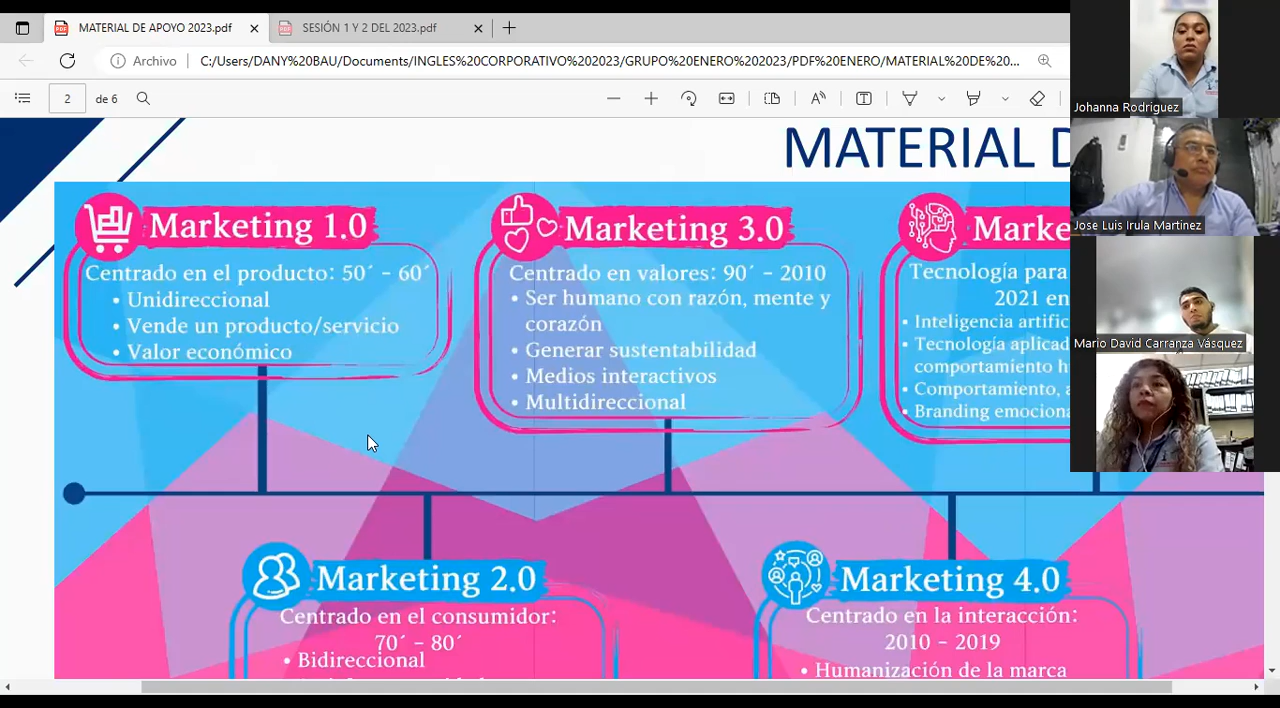 MATERIAL DE APOYO 2023.pdf
SESIÓN 1 Y 2 DEL 2023.pdf
Archivo
C:/Users/DANY%20BAU/Documents/INGLES%20CORPORATIVO%202023/GRUPO%20ENERO%202023/PDF%20ENERO/MATERIAL%20DE%20...
2
de 6
MATERIAL D
Marketing 1.0
Centrado en el producto: 50´ - 60´
• Unidireccional
• Vende un producto/servicio
• Valor económico
Marketing 3.0
Centrado en valores: 90´ - 2010
• Ser humano con razón, mente y
corazón
• Generar sustentabilidad
• Medios interactivos
• Multidireccional
Marke
Tecnología para
2021 en
• Inteligencia artific
• Tecnología aplicad
comportamiento h
• Comportamiento, a
• Branding emociona
Marketing 2.0
Centrado en el consumidor:
70´ - 80´
• Bidireccional
Marketing 4.0
Centrado en la interacción:
2010 - 2019
• Humanización de la marca
Johanna Rodriguez
Jose Luis Irula Martinez
Mario David Carranza Vásquez